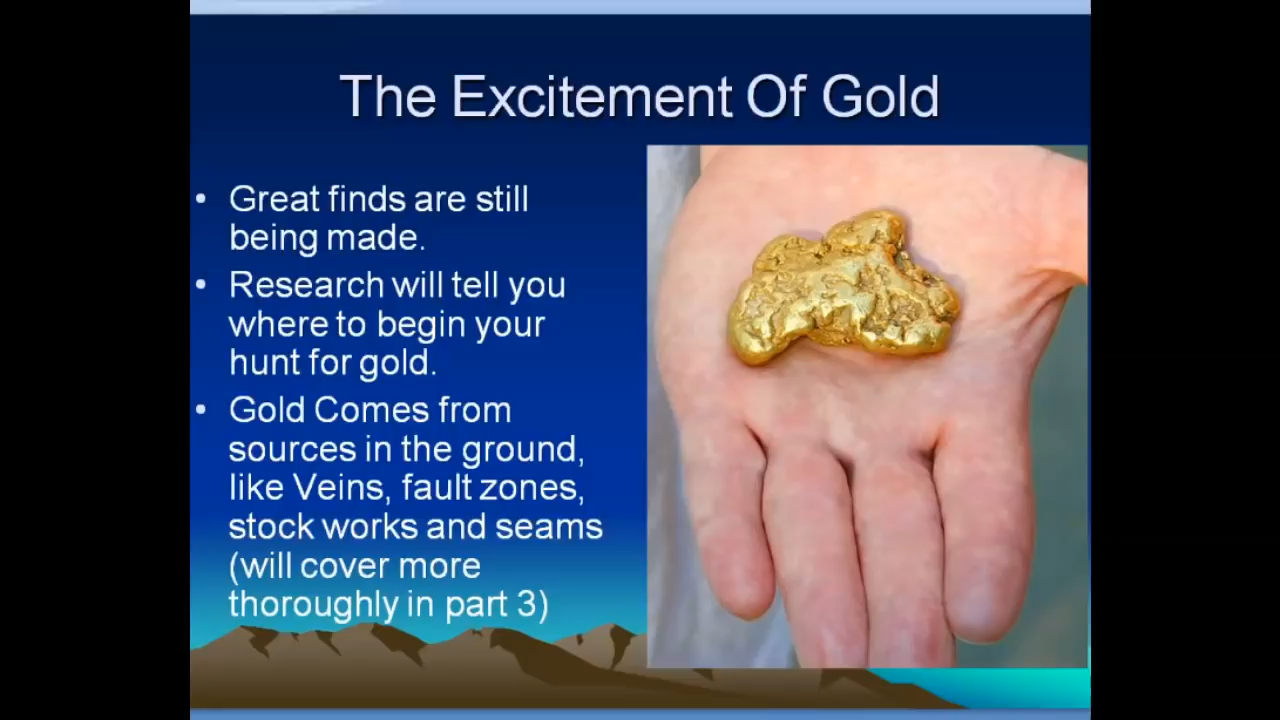 The Excitement Of Gold
• Great finds are still
being made.
• Research will tell you
where to begin your
hunt for gold.
• Gold Comes from
sources in the ground,
like Veins, fault zones,
stock works and seams
(will cover more
thoroughly in part 3)